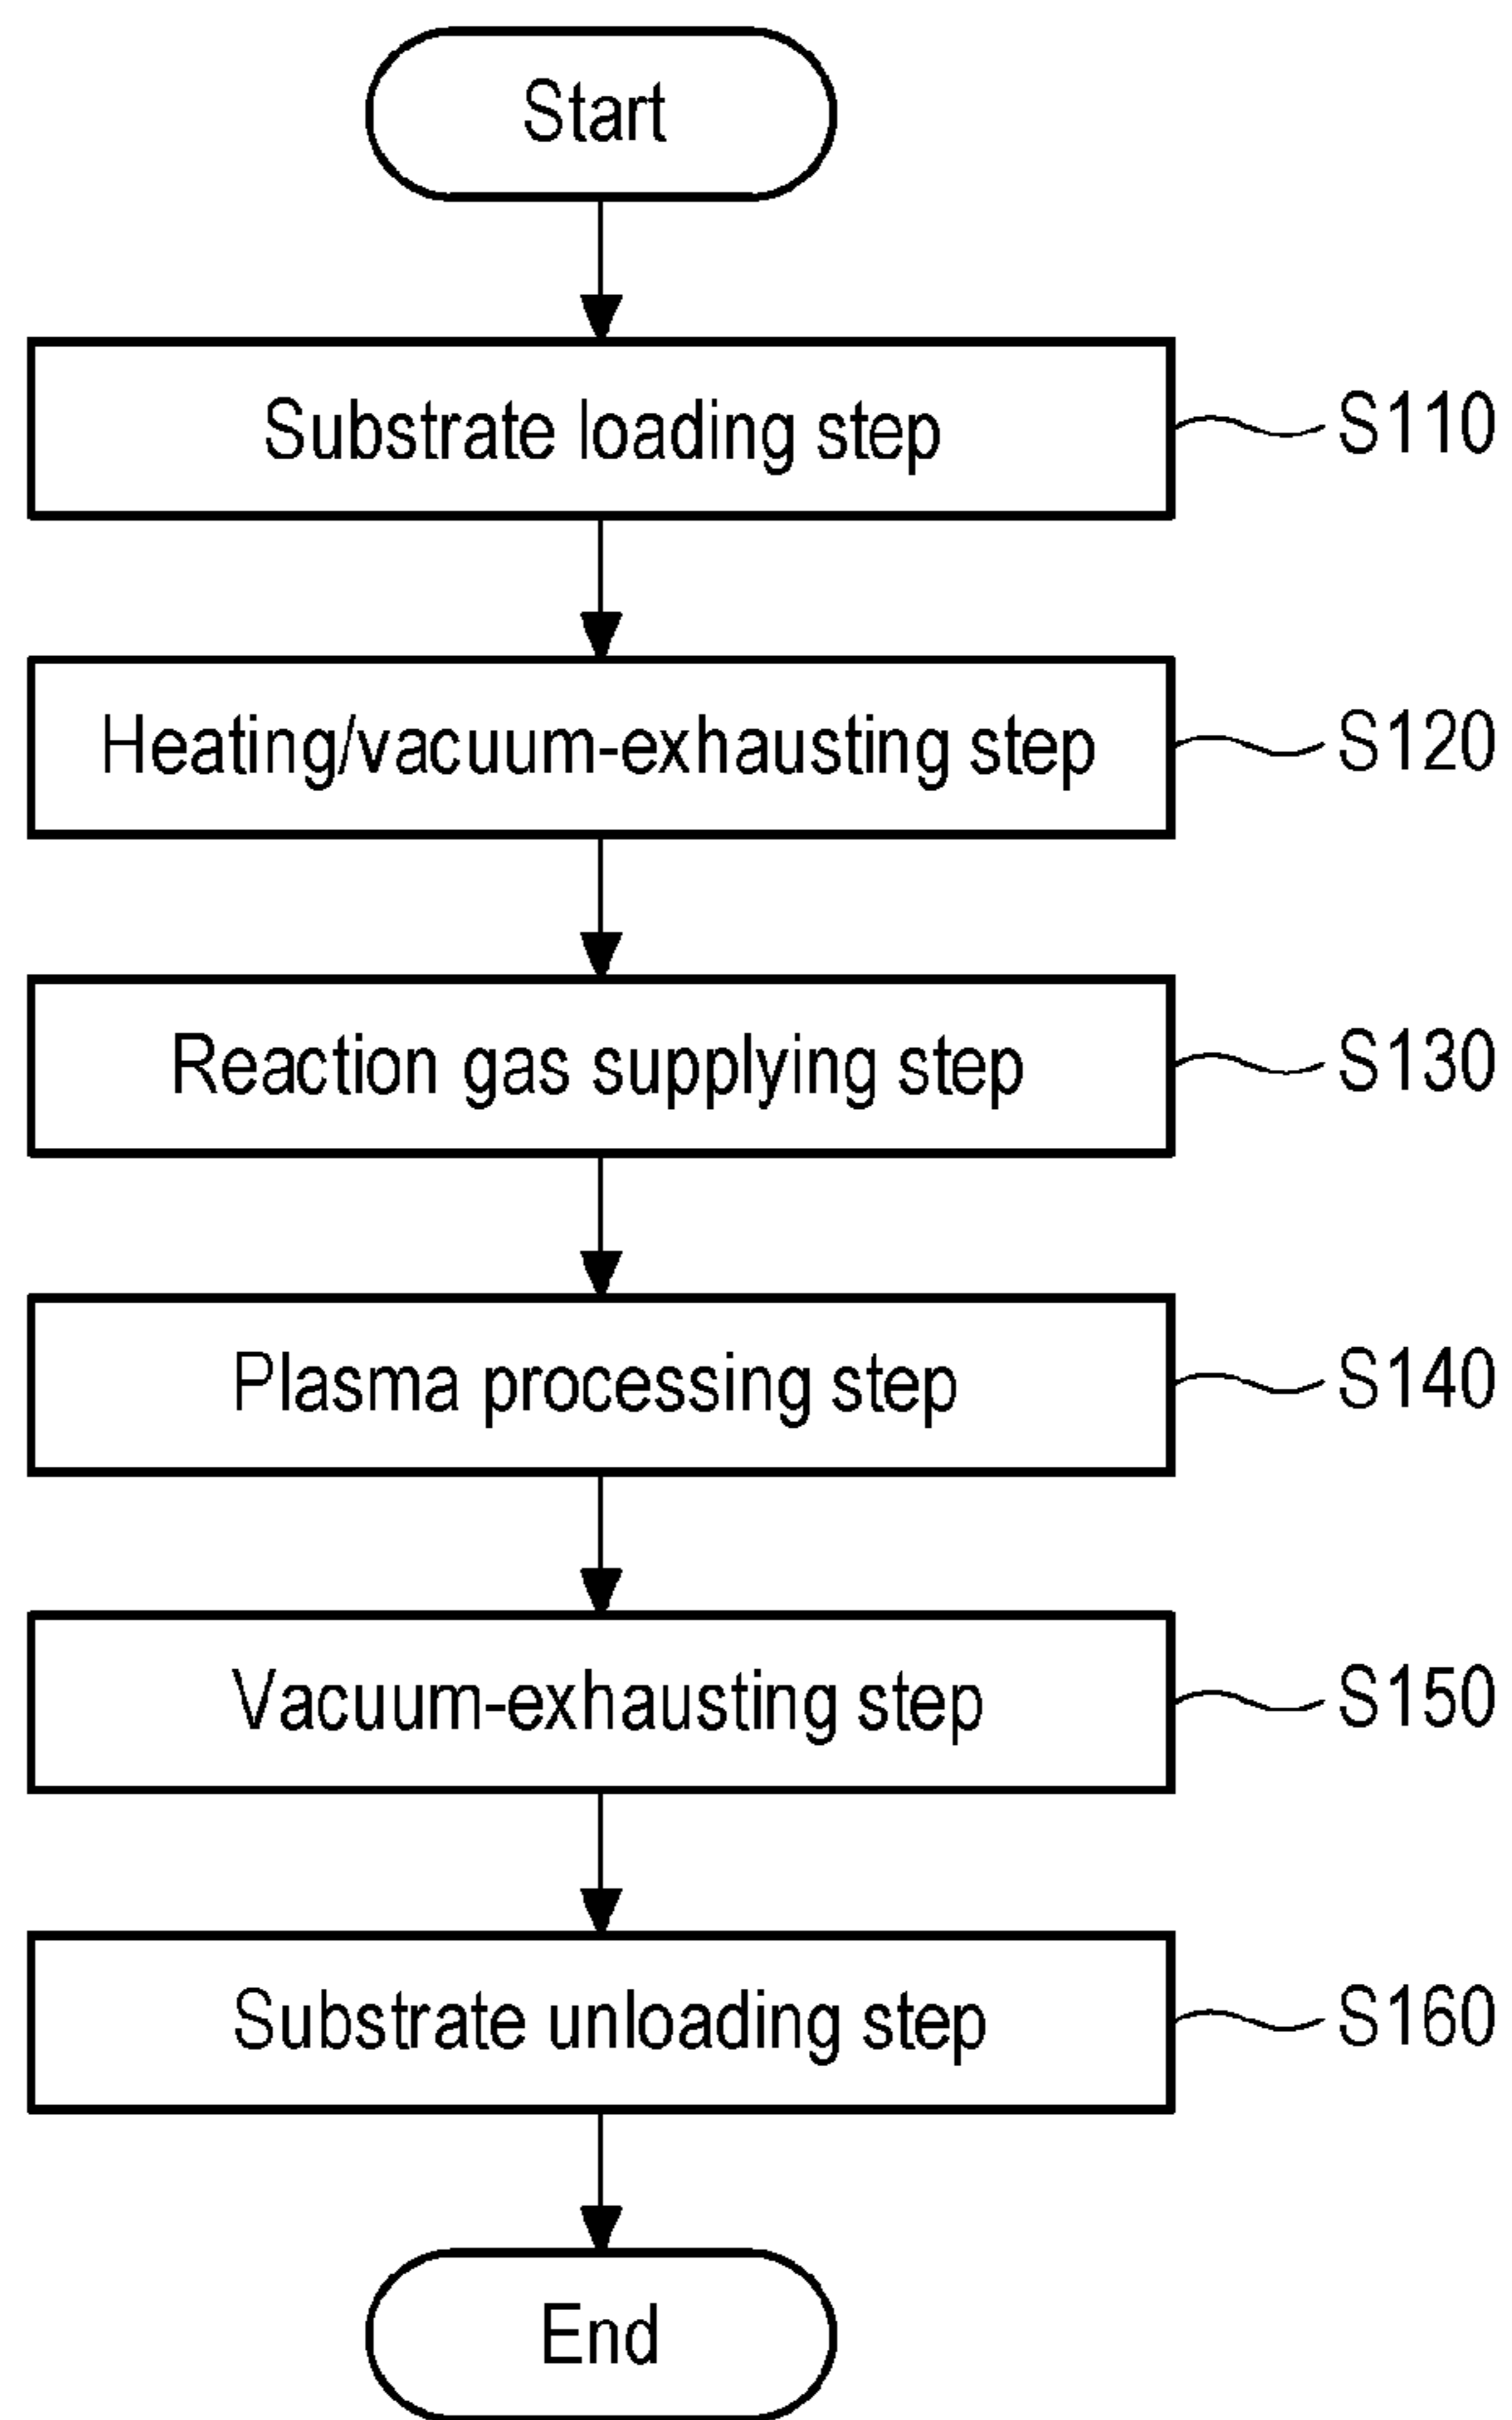 Start
Substrate loading step S110
Heating/vacuum-exhausting step S120
Reaction gas supplying step S130
Plasma processing step S140
Vacuum-exhausting step S150
Substrate unloading step S160
End